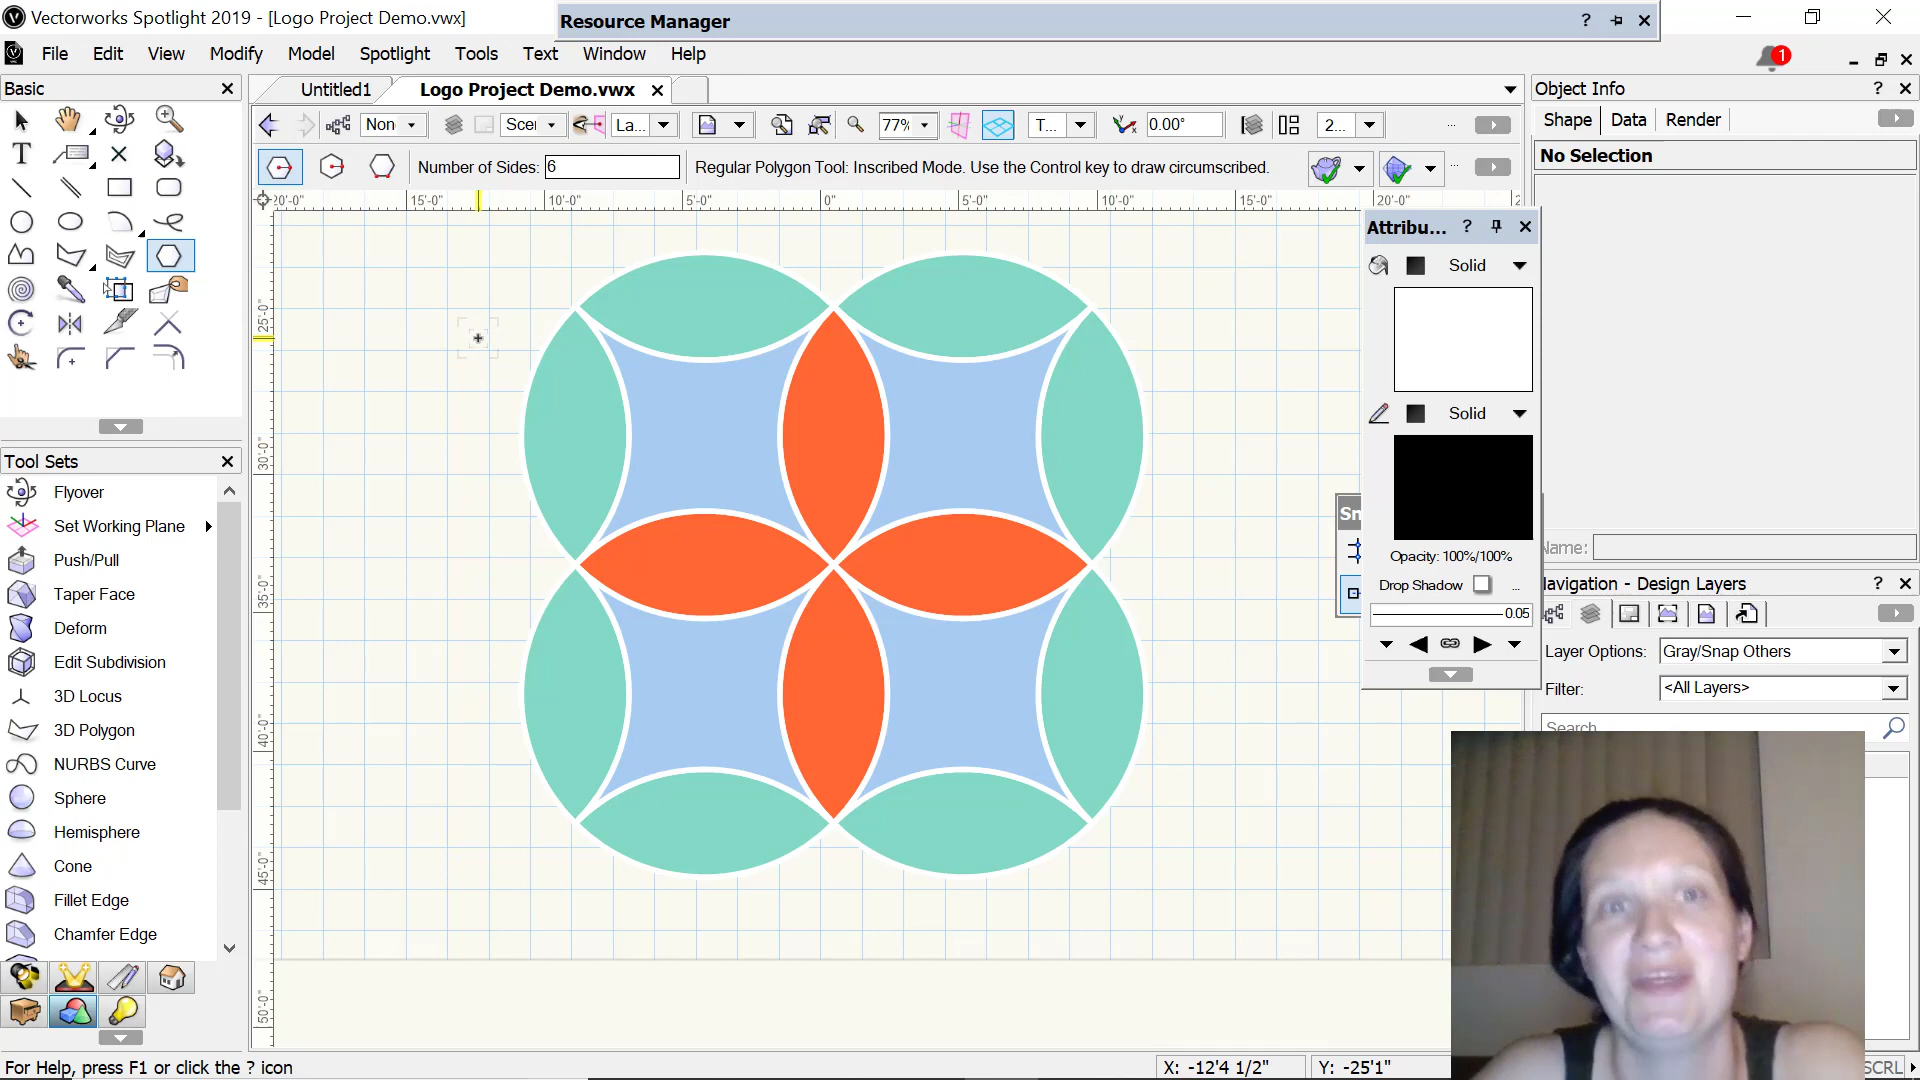 Vectorworks Spotlight 2019 - [Logo Project Demo.vwx]
Resource Manager
?
File Edit View Modify Model Spotlight Tools Text Window Help
1
Basic
Untitled1
Logo Project Demo.vwx
Object Info
?
Non
Scer
La...
77%
T...
0.00°
2...
...
Shape Data Render
T
Number of Sides: 6
Regular Polygon Tool: Inscribed Mode. Use the Control key to draw circumscribed.
...
No Selection
20'-0" 15'-0" 10'-0" 5'-0" 0" 5'-0" 10'-0" 15'-0" 20'-0"
Attribu... ?
Solid
25'-0"
Solid
30'-0"
Tool Sets
Flyover
Set Working Plane
Push/Pull
Taper Face
Deform
Edit Subdivision
3D Locus
3D Polygon
NURBS Curve
Sphere
Hemisphere
Cone
Fillet Edge
Chamfer Edge
Sn
Name:
Opacity: 100%/100%
Drop Shadow
...
0.05
35'-0"
Navigation - Design Layers
?
Layer Options: Gray/Snap Others
Filter: <All Layers>
Search
40'-0"
45'-0"
50'-0"
For Help, press F1 or click the ? icon
X: -12'4 1/2"
Y: -25'1"
SCRL